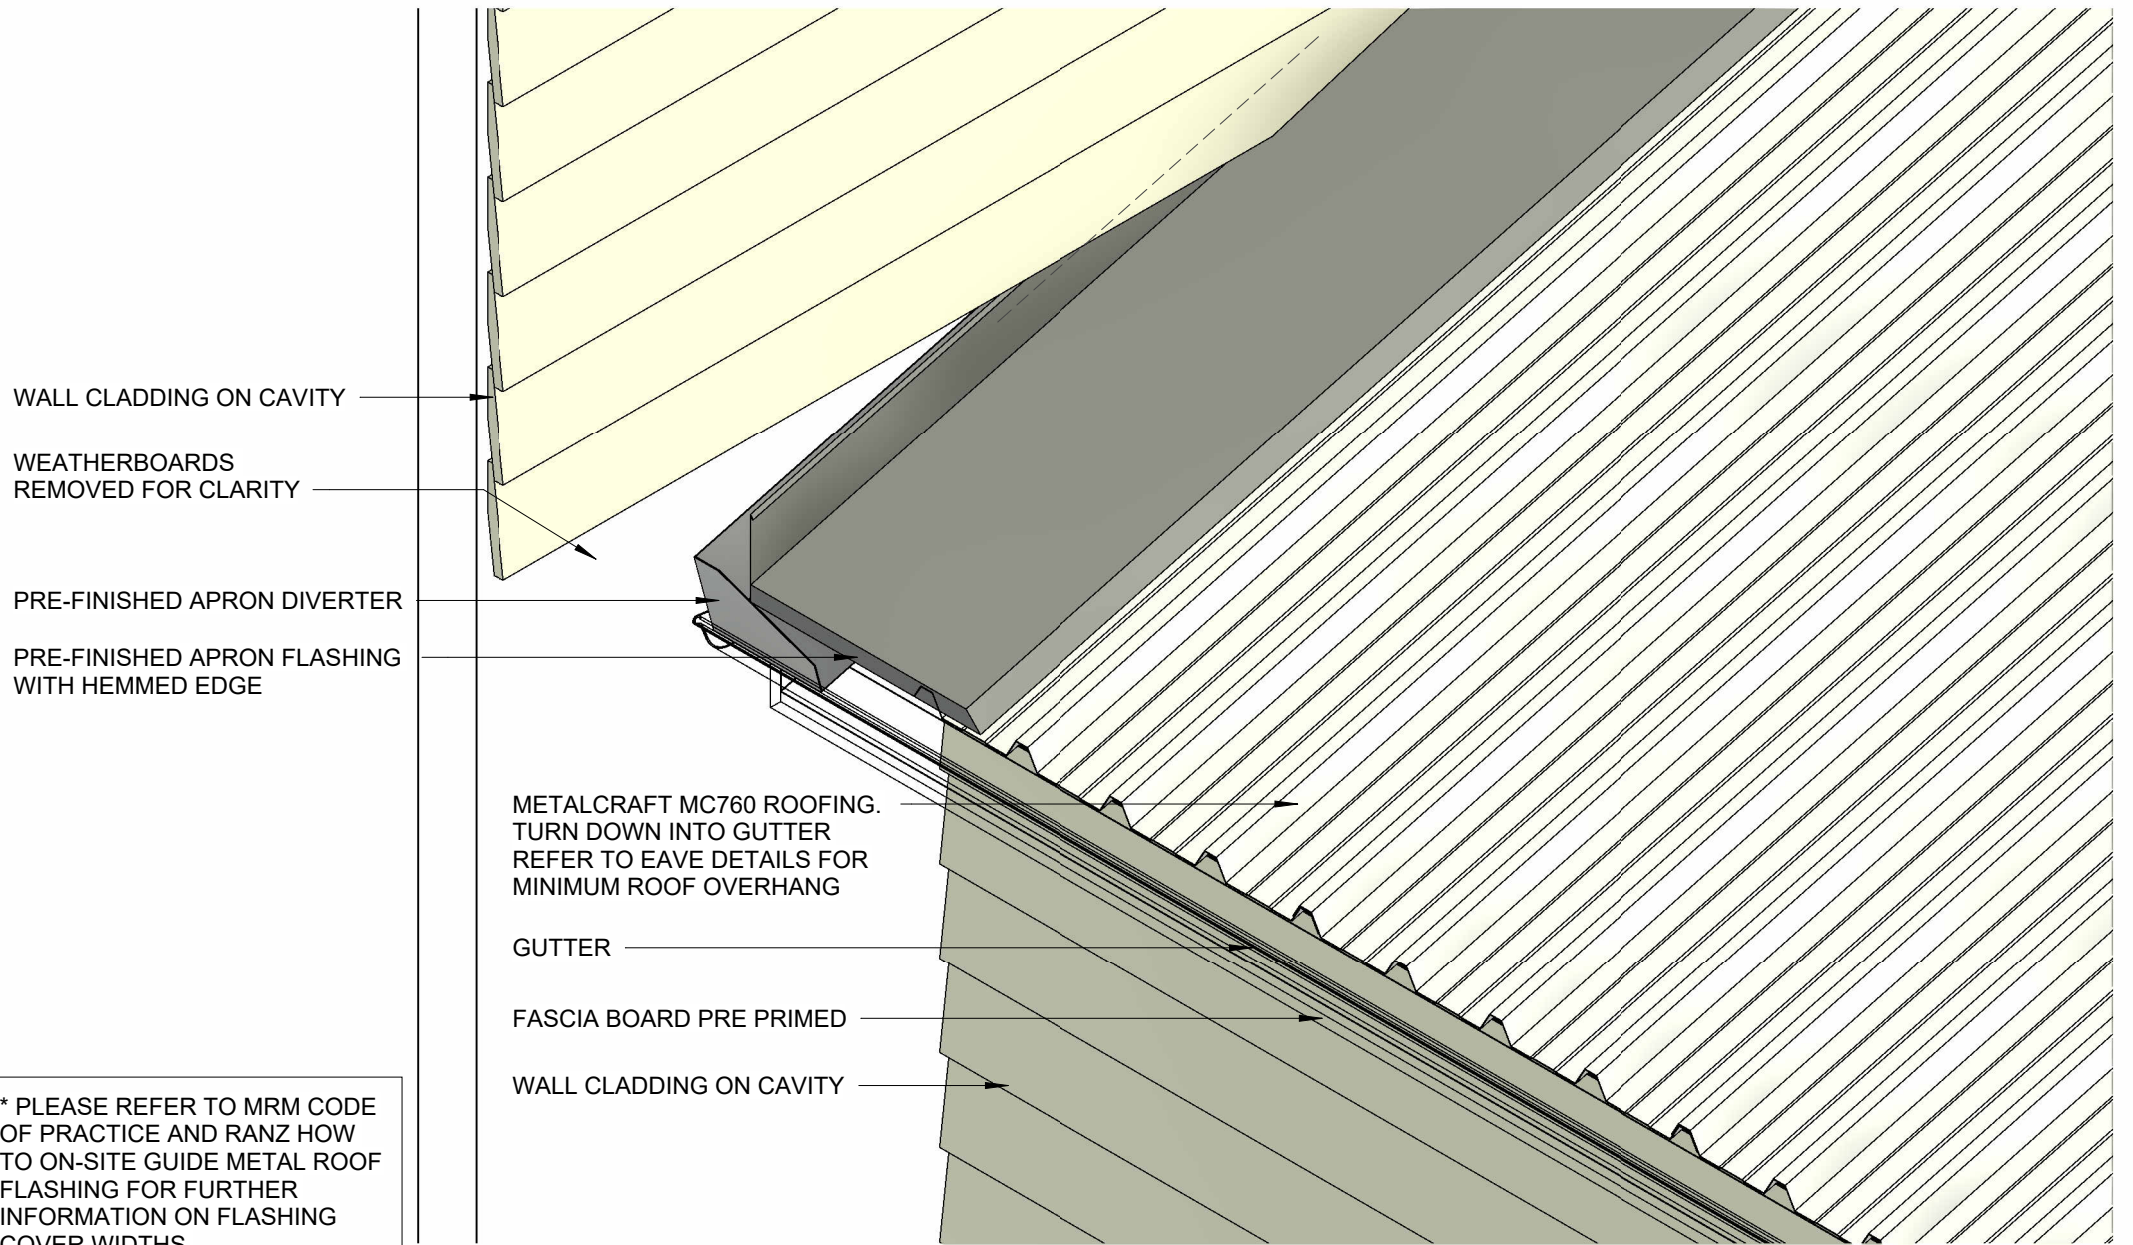 WALL CLADDING ON CAVITY
WEATHERBOARDS
REMOVED FOR CLARITY
PRE-FINISHED APRON DIVERTER
PRE-FINISHED APRON FLASHING
WITH HEMMED EDGE
METALCRAFT MC760 ROOFING.
TURN DOWN INTO GUTTER
REFER TO EAVE DETAILS FOR
MINIMUM ROOF OVERHANG
GUTTER
FASCIA BOARD PRE PRIMED
WALL CLADDING ON CAVITY
* PLEASE REFER TO MRM CODE
OF PRACTICE AND RANZ HOW
TO ON-SITE GUIDE METAL ROOF
FLASHING FOR FURTHER
INFORMATION ON FLASHING
COVER WIDTHS